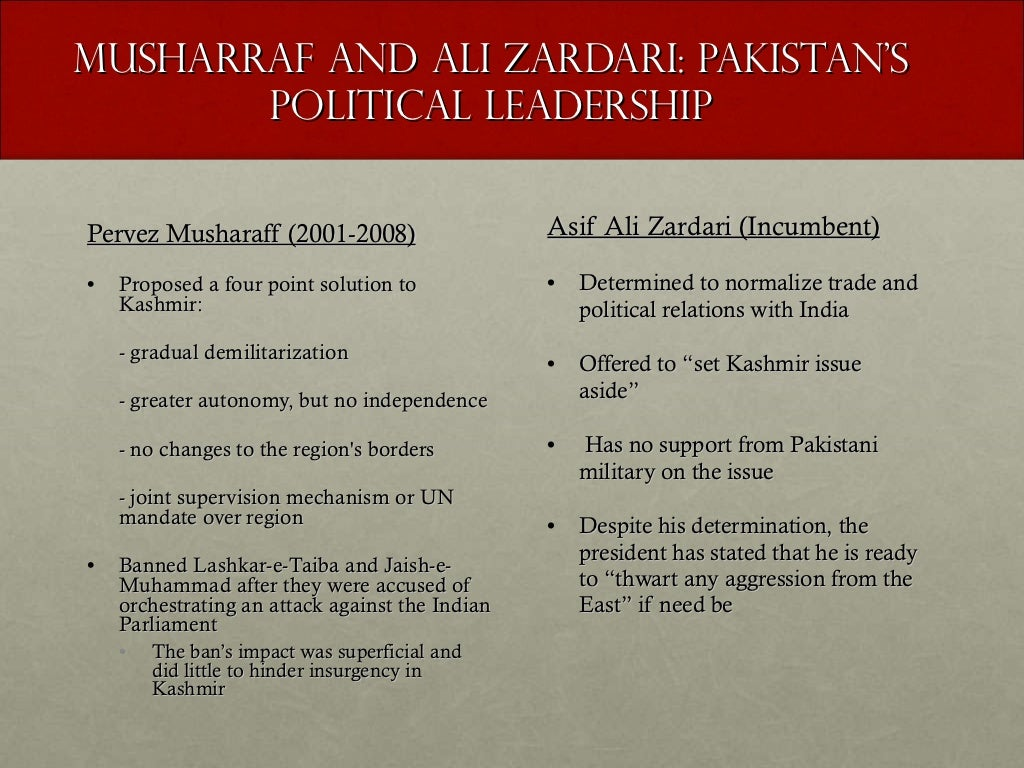 MUSHARRAF AND ALI ZARDARI: PAKISTAN’S
POLITICAL LEADERSHIP
Pervez Musharaff (2001-2008)
• Proposed a four point solution to
Kashmir:
- gradual demilitarization
- greater autonomy, but no independence
- no changes to the region's borders
- joint supervision mechanism or UN
mandate over region
• Banned Lashkar-e-Taiba and Jaish-e-
Muhammad after they were accused of
orchestrating an attack against the Indian
Parliament
• The ban’s impact was superficial and
did little to hinder insurgency in
Kashmir
Asif Ali Zardari (Incumbent)
• Determined to normalize trade and
political relations with India
• Offered to “set Kashmir issue
aside”
• Has no support from Pakistani
military on the issue
• Despite his determination, the
president has stated that he is ready
to “thwart any aggression from the
East” if need be